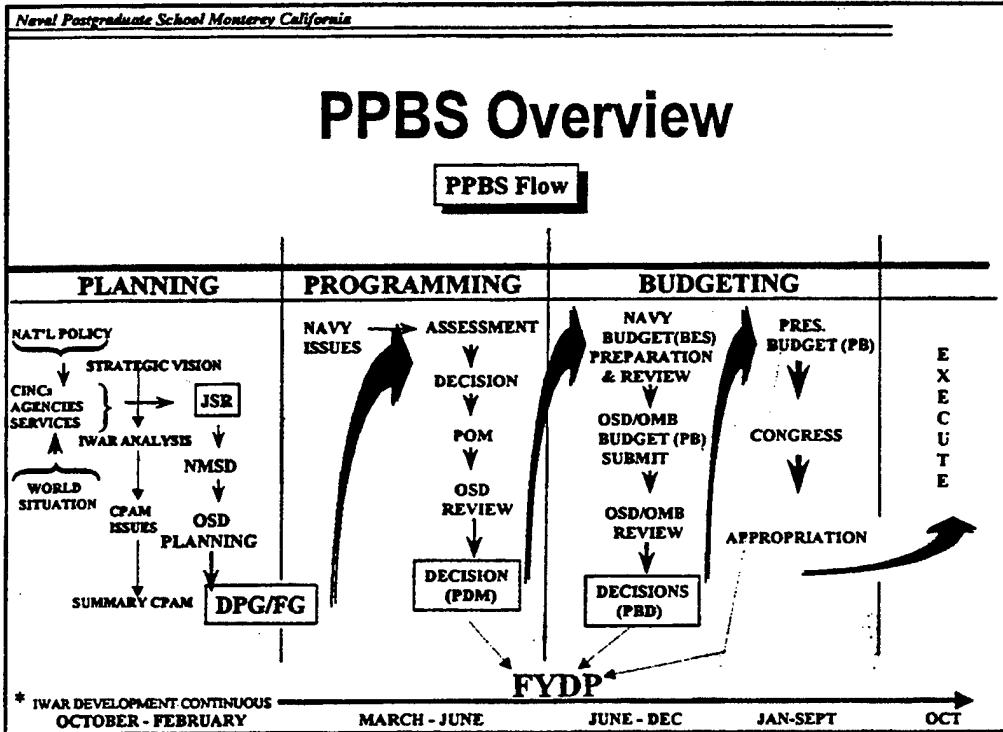 Naval Postgraduate School Monterey California
PPBS Overview
PPBS Flow
PLANNING
NAT'L POLICY
STRATEGIC VISION
CINCs
AGENCIES
SERVICES
JSR
IWAR ANALYSIS
NMSD
WORLD
SITUATION
CPAM
ISSUES
OSD
PLANNING
SUMMARY CPAM
DPG/FG
PROGRAMMING
NAVY
ISSUES
ASSESSMENT
DECISION
POM
OSD
REVIEW
DECISION
(PDM)
BUDGETING
NAVY
BUDGET(BES)
PREPARATION
& REVIEW
OSD/OMB
BUDGET (PB)
SUBMIT
OSD/OMB
REVIEW
DECISIONS
(PBD)
PRES.
BUDGET (PB)
CONGRESS
APPROPRIATION
EXECUTE
FYDP
* IWAR DEVELOPMENT CONTINUOUS
OCTOBER - FEBRUARY
MARCH - JUNE
JUNE - DEC
JAN-SEPT
OCT